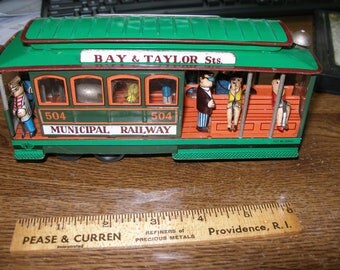 BAY & TAYLOR Sts.
504
504
MUNICIPAL RAILWAY
1 2 3 4 5 6
PEASE & CURREN REFINERS of PRECIOUS METALS Providence, R.I.